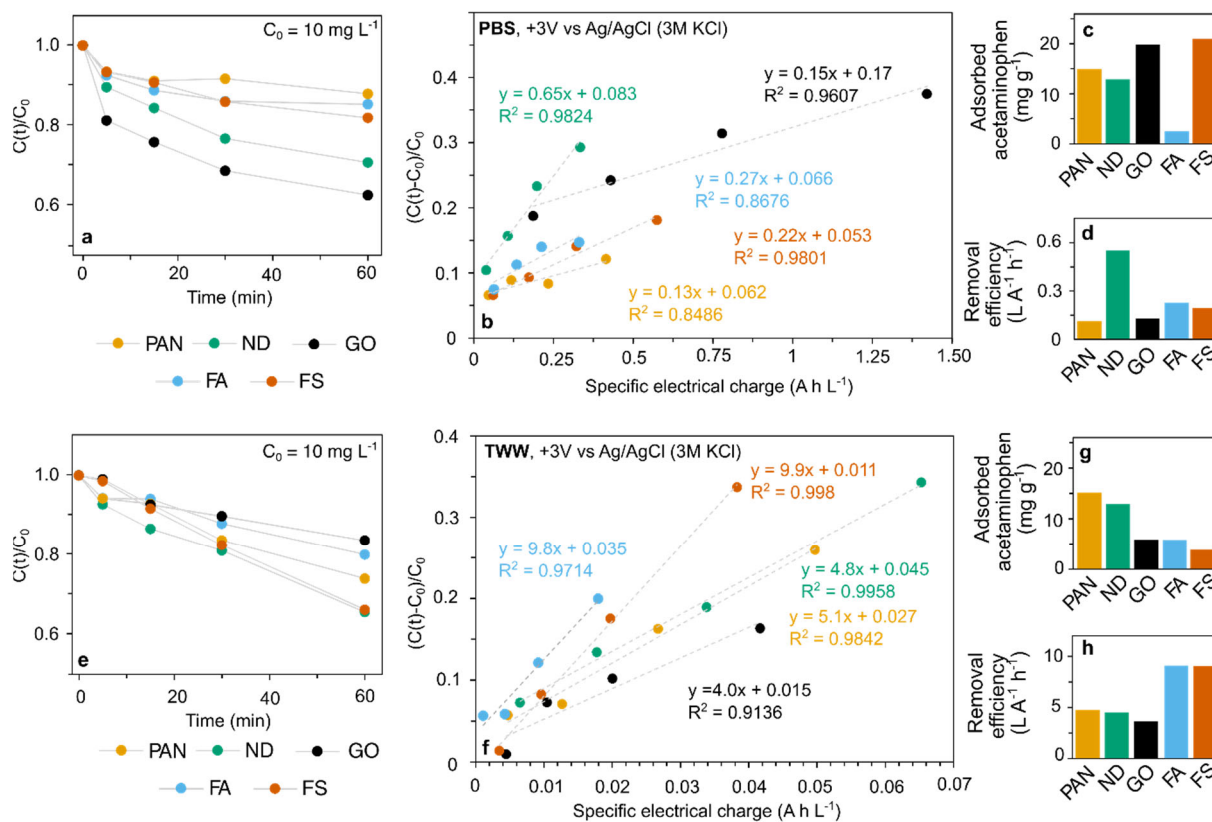 C₀ = 10 mg L⁻¹
1.0
0.8
0.6
C(t)/C₀
a
0
20
40
60
Time (min)
PAN
ND
GO
FA
FS
PBS, +3V vs Ag/AgCl (3M KCl)
0.4
0.3
0.2
0.1
0
(C(t)-C₀)/C₀
y = 0.65x + 0.083
R² = 0.9824
y = 0.15x + 0.17
R² = 0.9607
y = 0.27x + 0.066
R² = 0.8676
y = 0.22x + 0.053
R² = 0.9801
y = 0.13x + 0.062
R² = 0.8486
b
0
0.25
0.5
0.75
1
1.25
1.50
Specific electrical charge (A h L⁻¹)
c
Adsorbed
acetaminophen
(mg g⁻¹)
20
10
0
PAN
ND
GO
FA
FS
d
Removal
efficiency
(L A⁻¹ h⁻¹)
0.6
0.3
0
PAN
ND
GO
FA
FS
C₀ = 10 mg L⁻¹
1.0
0.8
0.6
C(t)/C₀
e
0
20
40
60
Time (min)
PAN
ND
GO
FA
FS
TWW, +3V vs Ag/AgCl (3M KCl)
0.4
0.3
0.2
0.1
0
(C(t)-C₀)/C₀
y = 9.9x + 0.011
R² = 0.998
y = 9.8x + 0.035
R² = 0.9714
y = 4.8x + 0.045
R² = 0.9958
y = 5.1x + 0.027
R² = 0.9842
y =4.0x + 0.015
R² = 0.9136
f
0
0.01
0.02
0.03
0.04
0.05
0.06
0.07
Specific electrical charge (A h L⁻¹)
g
Adsorbed
acetaminophen
(mg g⁻¹)
20
10
0
PAN
ND
GO
FA
FS
h
Removal
efficiency
(L A⁻¹ h⁻¹)
10
5
0
PAN
ND
GO
FA
FS